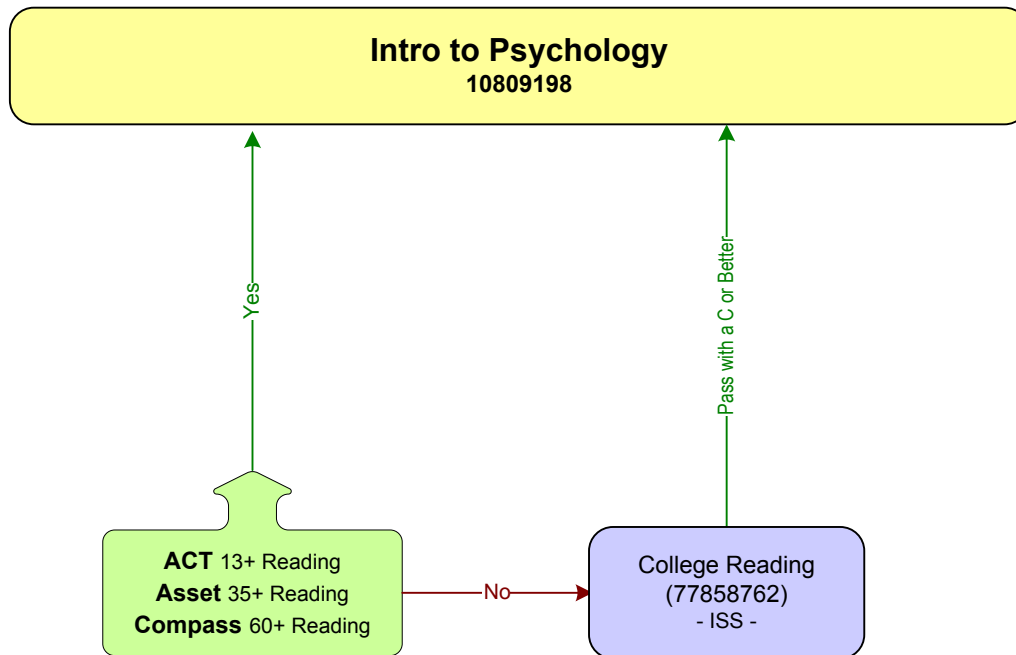 Intro to Psychology
10809198
Yes
Pass with a C or Better
ACT 13+ Reading
Asset 35+ Reading
Compass 60+ Reading
No
College Reading
(77858762)
- ISS -